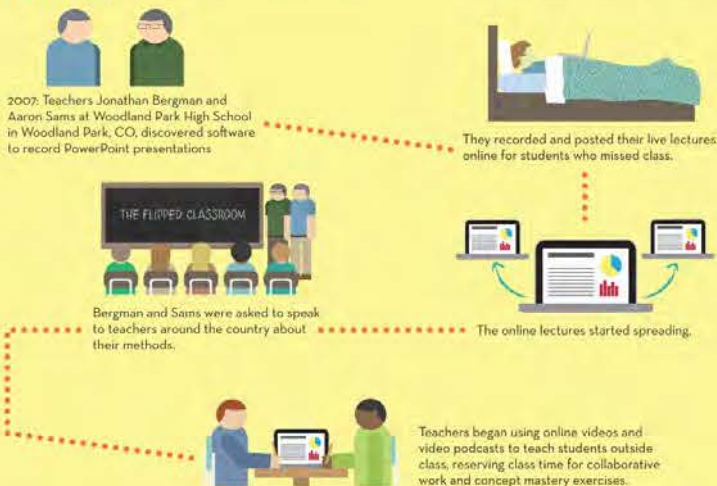 2007: Teachers Jonathan Bergman and
Aaron Sams at Woodland Park High School
in Woodland Park, CO, discovered software
to record PowerPoint presentations
They recorded and posted their live lectures
online for students who missed class.
The online lectures started spreading.
THE FLIPPED CLASSROOM
Bergman and Sams were asked to speak
to teachers around the country about
their methods.
Teachers began using online videos and
video podcasts to teach students outside
class, reserving class time for collaborative
work and concept mastery exercises.